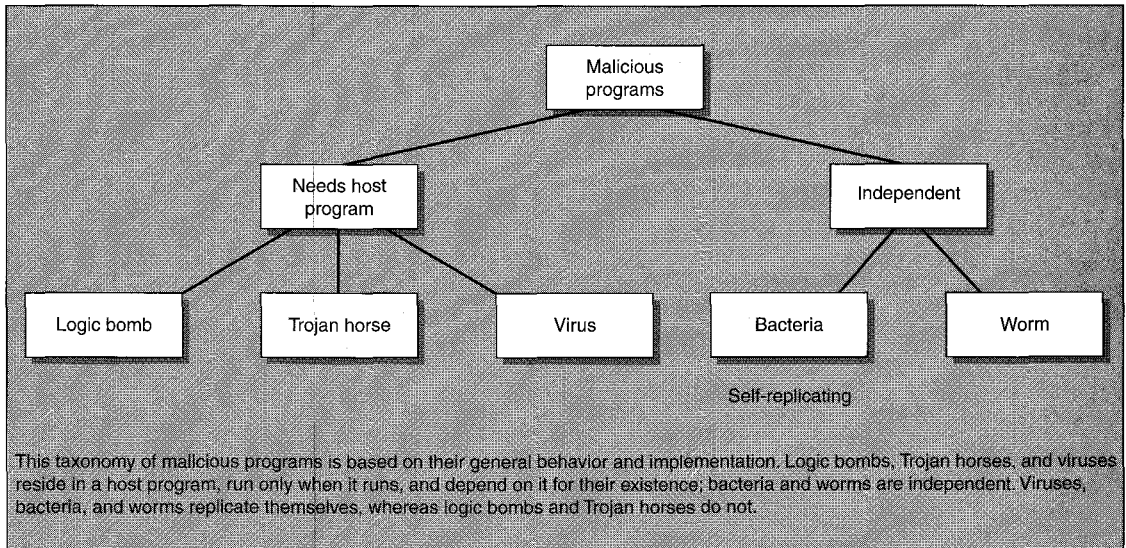 Malicious
programs
Needs host
program
Independent
Logic bomb
Trojan horse
Virus
Bacteria
Worm
Self-replicating
This taxonomy of malicious programs is based on their general behavior and implementation. Logic bombs, Trojan horses, and viruses
reside in a host program, run only when it runs, and depend on it for their existence; bacteria and worms are independent. Viruses,
bacteria, and worms replicate themselves, whereas logic bombs and Trojan horses do not.